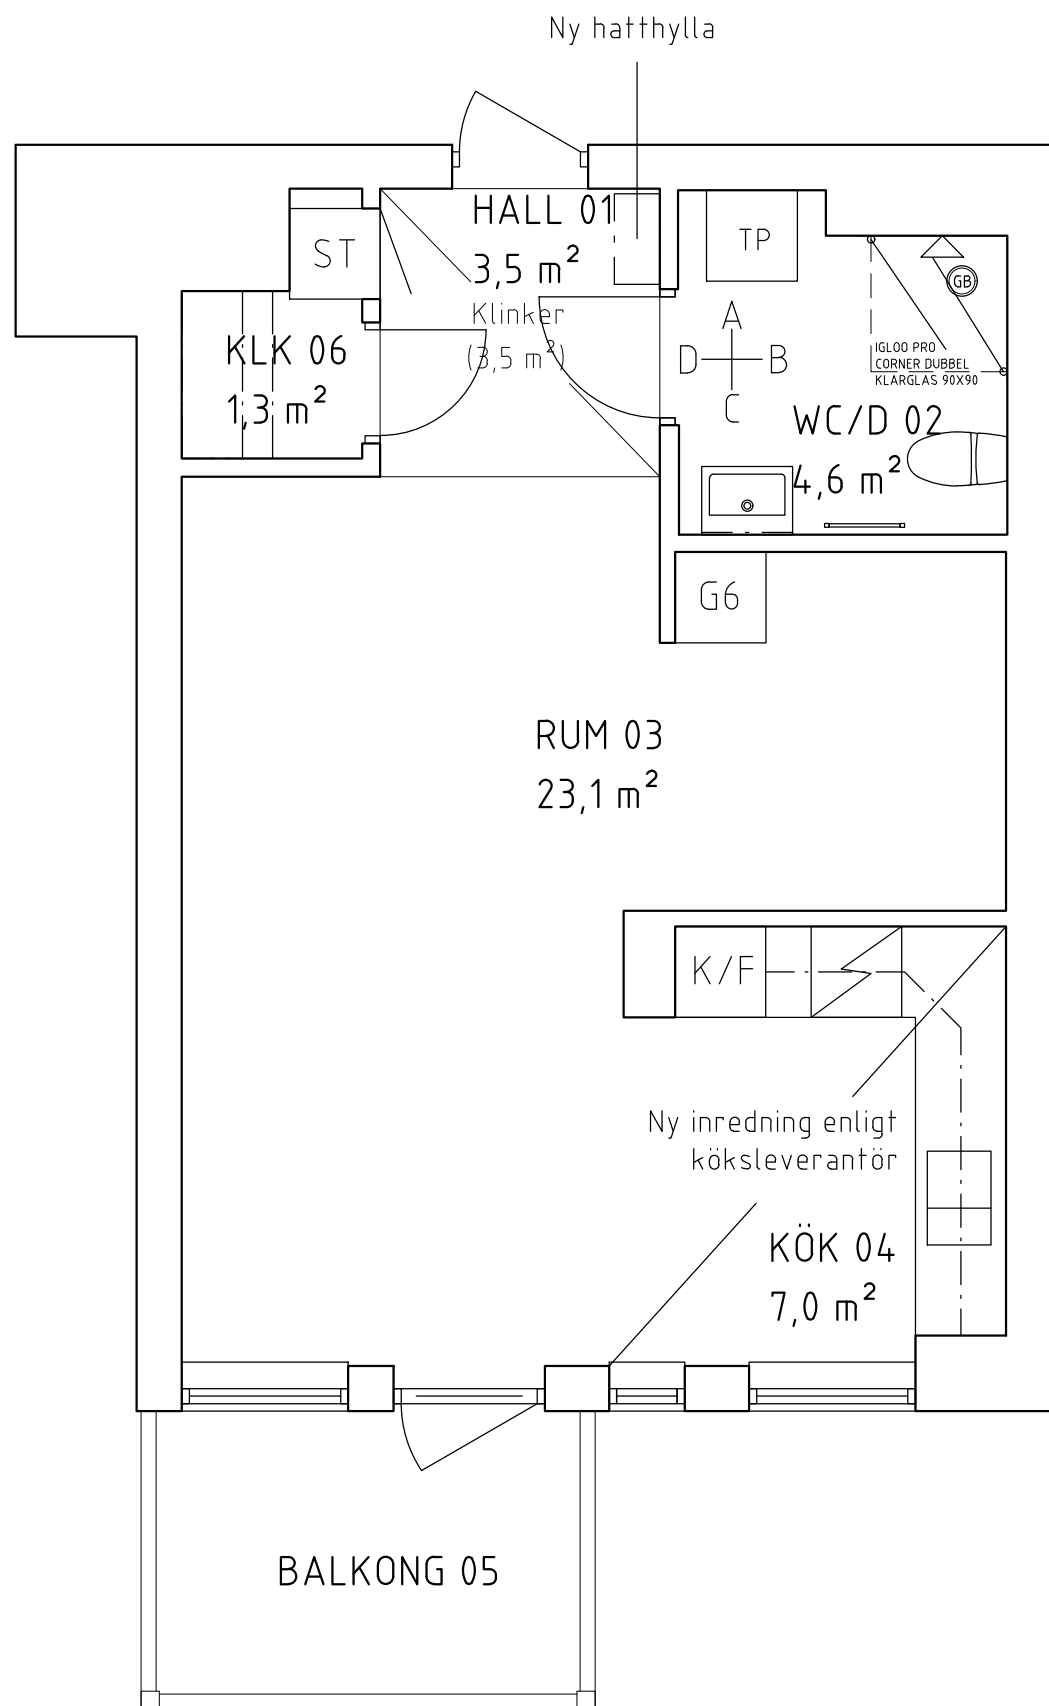 Ny hatthylla
HALL 01
3,5 m²
Klinker
(3,5 m²)
ST
TP
GB
KLK 06
1,3 m²
A
D B
C
IGLOO PRO
CORNER DUBBEL
KLARGLAS 90X90
WC/D 02
4,6 m²
G6
RUM 03
23,1 m²
K/F
Ny inredning enligt
köksleverantör
KÖK 04
7,0 m²
BALKONG 05